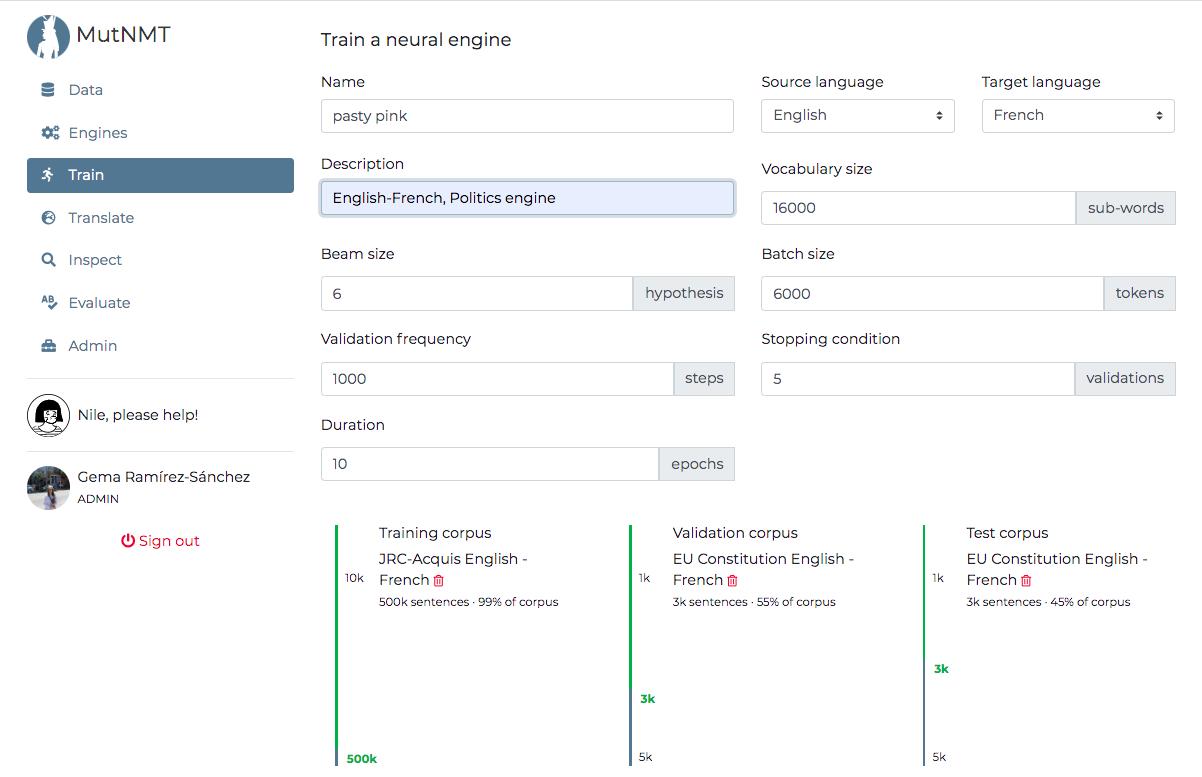 MutNMT
Data
Engines
Train
Translate
Inspect
Evaluate
Admin
Nile, please help!
Gema Ramírez-Sánchez
ADMIN
Sign out
Train a neural engine
Name
pasty pink
Source language
English
Target language
French
Description
English-French, Politics engine
Vocabulary size
16000 sub-words
Beam size
6 hypothesis
Batch size
6000 tokens
Validation frequency
1000 steps
Stopping condition
5 validations
Duration
10 epochs
Training corpus
JRC-Acquis English -
French
10k
500k sentences · 99% of corpus
500k
Validation corpus
EU Constitution English -
French
1k
3k sentences · 55% of corpus
3k
5k
Test corpus
EU Constitution English -
French
1k
3k sentences · 45% of corpus
3k
5k